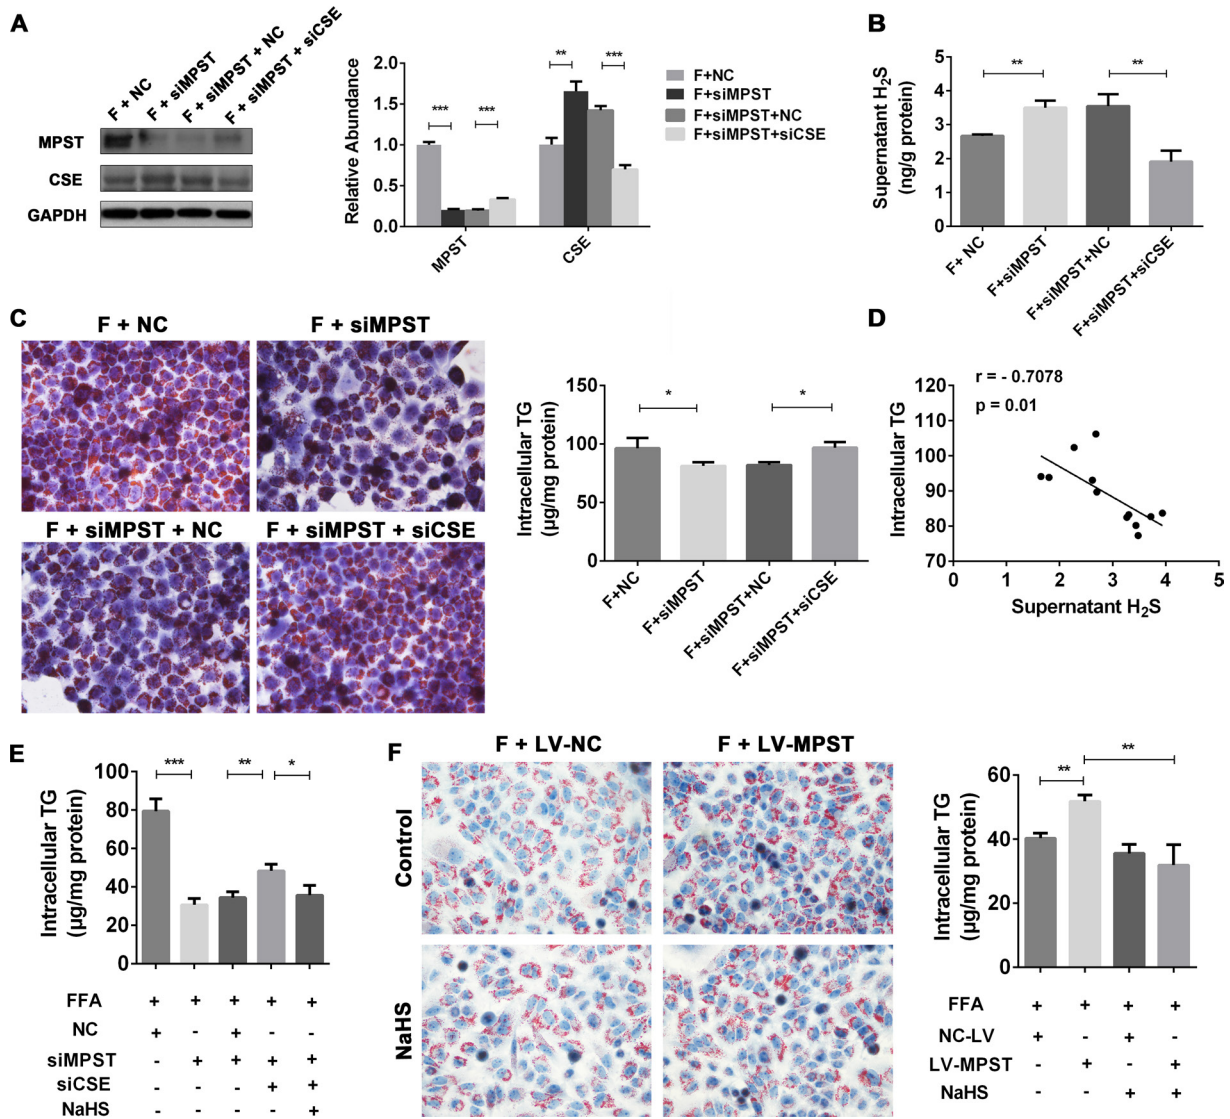 A
F + NC
F + siMPST
F + siMPST + NC
F + siMPST + siCSE
MPST
CSE
GAPDH
Relative Abundance
2.0
1.5
1.0
0.5
0.0
***
***
**
***
MPST
CSE
F+NC
F+siMPST
F+siMPST+NC
F+siMPST+siCSE
B
Supernatant H2S
(ng/g protein)
5
4
3
2
1
0
**
**
F+ NC
F+siMPST
F+siMPST+NC
F+siMPST+siCSE
C
F + NC
F + siMPST
F + siMPST + NC
F + siMPST + siCSE
Intracellular TG
(µg/mg protein)
150
100
50
0
*
*
F+NC
F+siMPST
F+siMPST+NC
F+siMPST+siCSE
D
r = - 0.7078
p = 0.01
Intracellular TG
120
110
100
90
80
70
0
1
2
3
4
5
Supernatant H2S
E
Intracellular TG
(µg/mg protein)
100
80
60
40
20
0
***
**
*
FFA + + + + +
NC + - + - -
siMPST - + + + +
siCSE - - - + +
NaHS - - - - +
F
F + LV-NC
F + LV-MPST
Control
NaHS
Intracellular TG
(µg/mg protein)
60
40
20
0
**
**
FFA + + + +
NC-LV + - + -
LV-MPST - + - +
NaHS - - + +